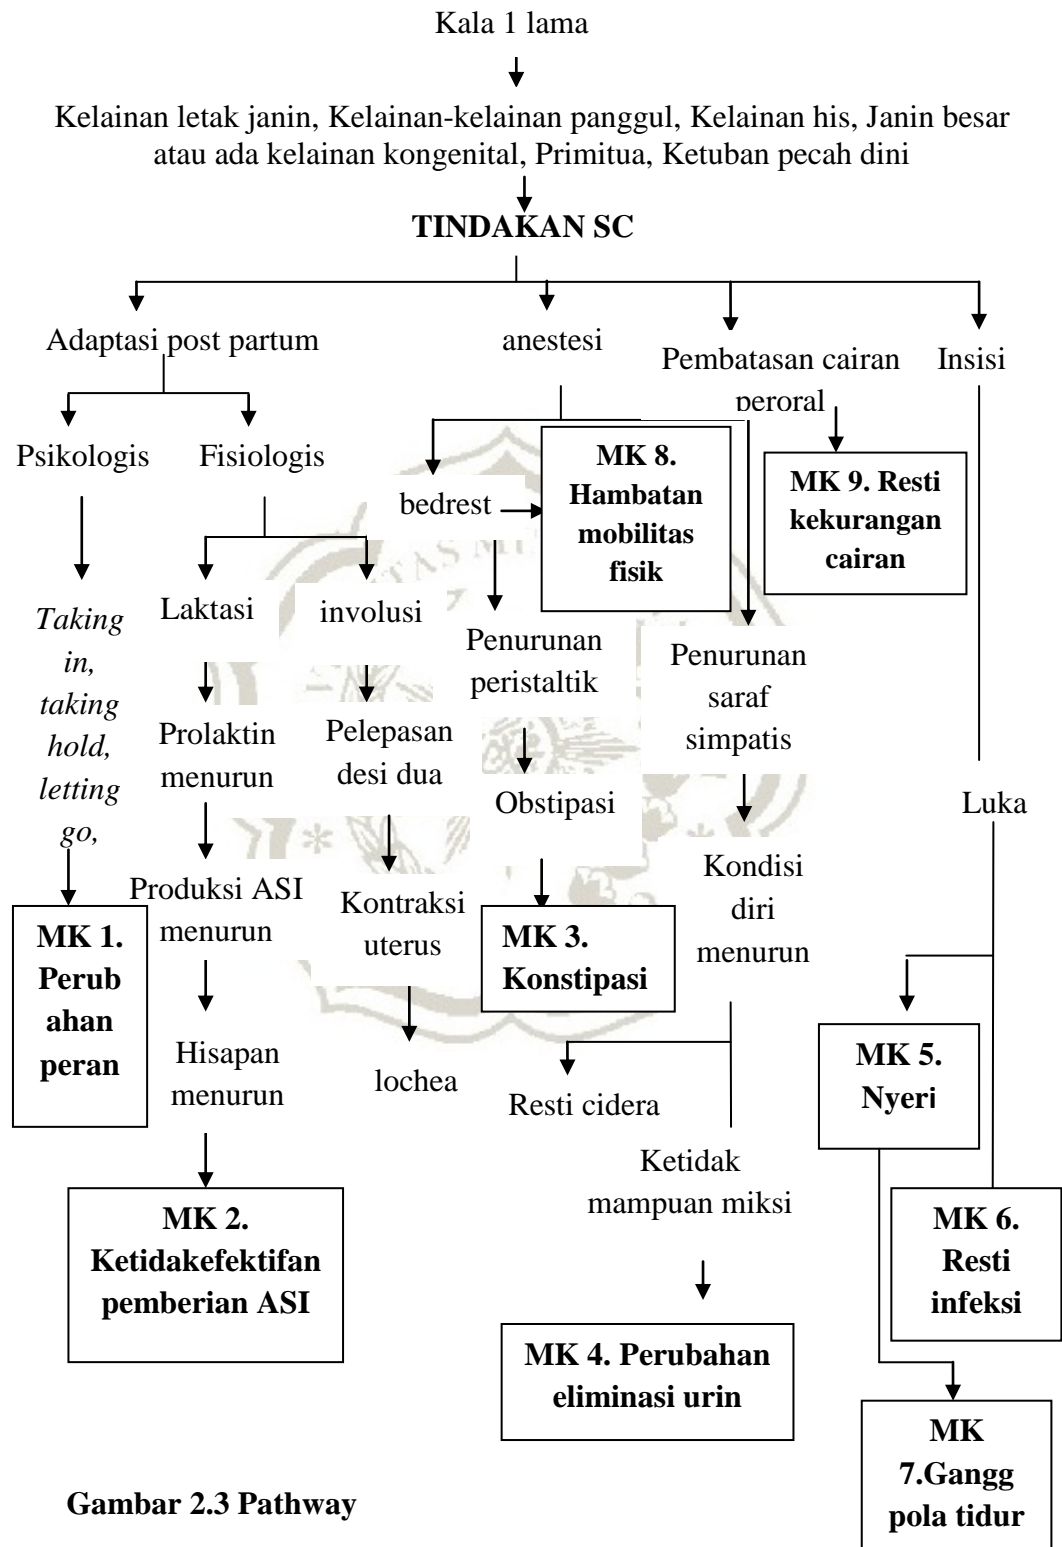 Kala 1 lama
Kelainan letak janin, Kelainan-kelainan panggul, Kelainan his, Janin besar
atau ada kelainan kongenital, Primitua, Ketuban pecah dini
TINDAKAN SC
Adaptasi post partum
anestesi
Pembatasan cairan
peroral
Insisi
Psikologis
Fisiologis
bedrest
MK 8.
Hambatan
mobilitas
fisik
MK 9. Resti
kekurangan
cairan
Taking
in,
taking
hold,
letting
go,
Laktasi
involusi
Penurunan
peristaltik
Penurunan
saraf
simpatis
Prolaktin
menurun
Pelepasan
desi dua
Obstipasi
Luka
Produksi ASI
menurun
Kontraksi
uterus
Kondisi
diri
menurun
MK 1.
Perub
ahan
peran
MK 3.
Konstipasi
Hisapan
menurun
lochea
Resti cidera
MK 5.
Nyeri
Ketidak
mampuan miksi
MK 2.
Ketidakefektifan
pemberian ASI
MK 6.
Resti
infeksi
MK 4. Perubahan
eliminasi urin
MK
7.Gangg
pola tidur
Gambar 2.3 Pathway